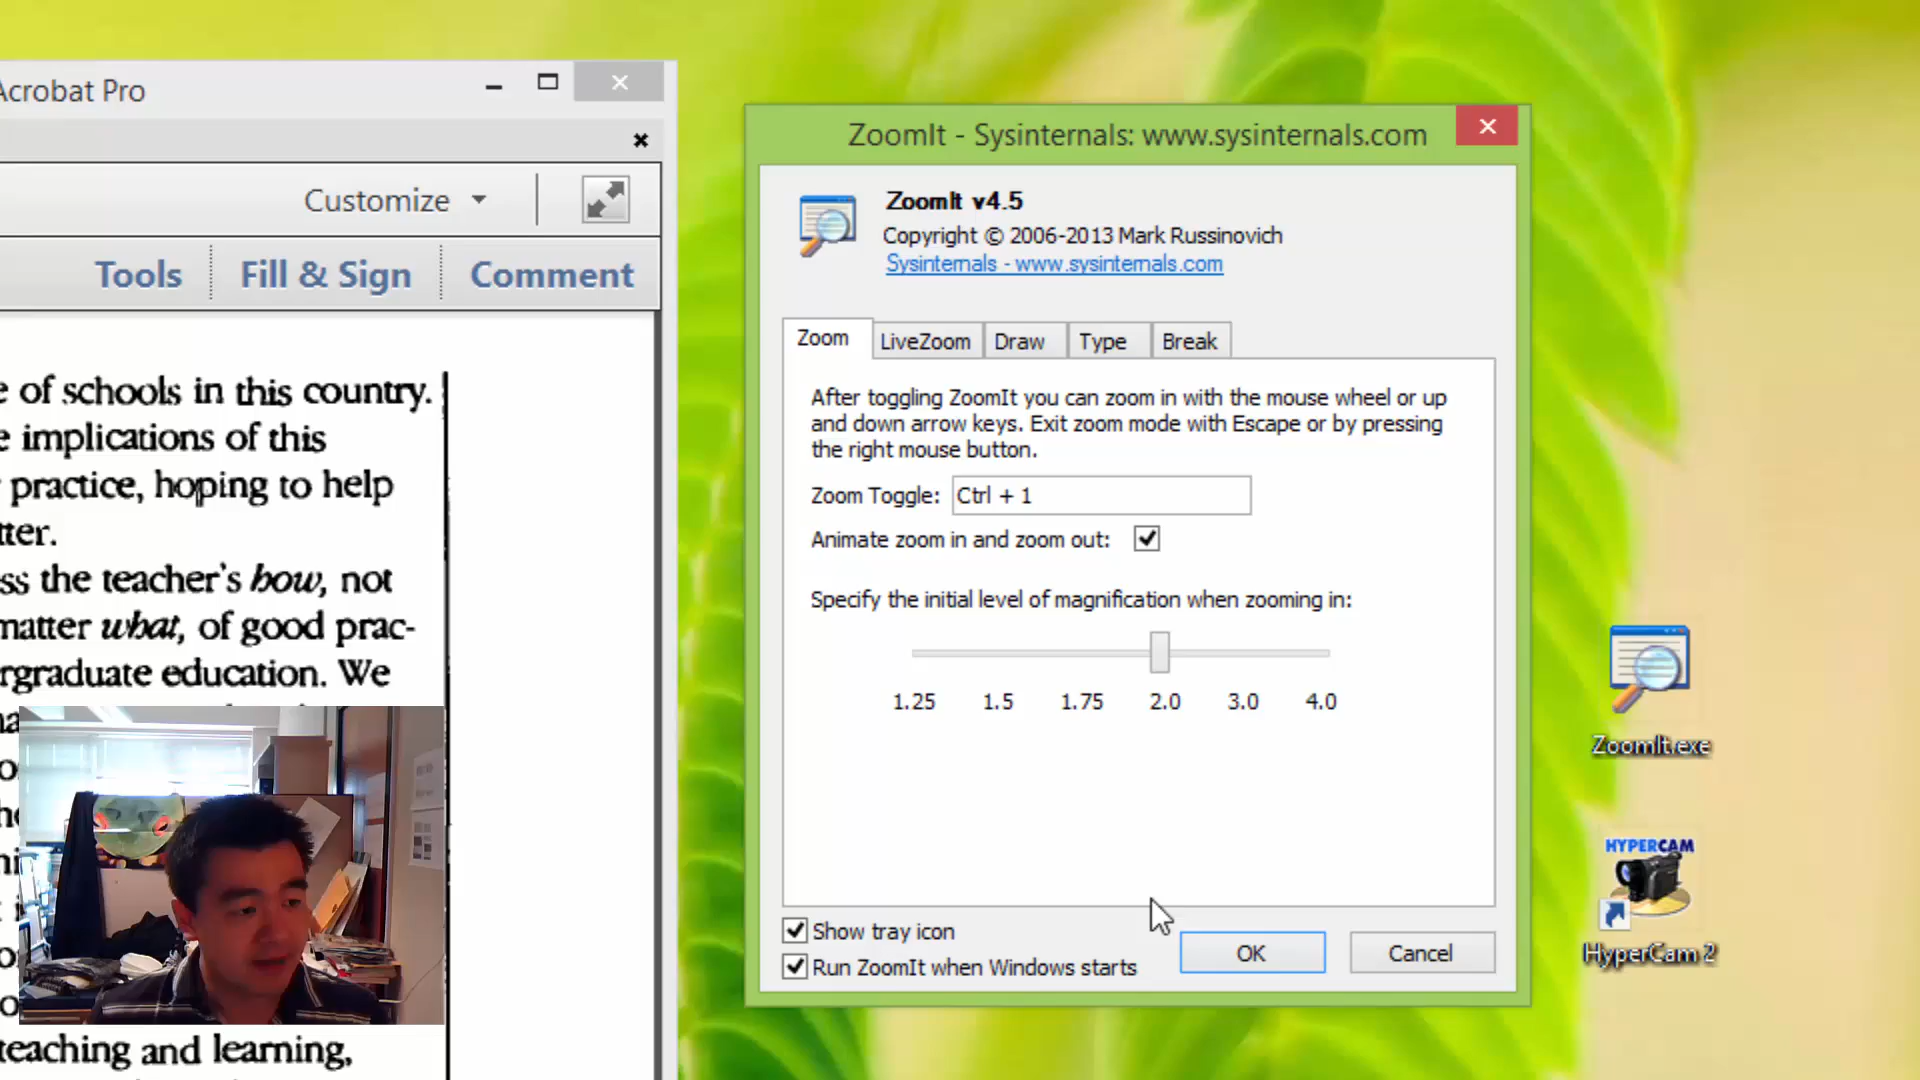 Acrobat Pro
Customize
Tools
Fill & Sign
Comment
of schools in this country.
implications of this
practice, hoping to help
the teacher's how, not
matter what, of good prac-
education. We
teaching and learning,
ZoomIt - Sysinternals: www.sysinternals.com
ZoomIt v4.5
Copyright © 2006-2013 Mark Russinovich
Sysinternals - www.sysinternals.com
Zoom
LiveZoom
Draw
Type
Break
After toggling ZoomIt you can zoom in with the mouse wheel or up
and down arrow keys. Exit zoom mode with Escape or by pressing
the right mouse button.
Zoom Toggle: Ctrl + 1
Animate zoom in and zoom out:
Specify the initial level of magnification when zooming in:
1.25 1.5 1.75 2.0 3.0 4.0
Show tray icon
Run ZoomIt when Windows starts
OK
Cancel
ZoomIt.exe
HYPERCAM
HyperCam 2